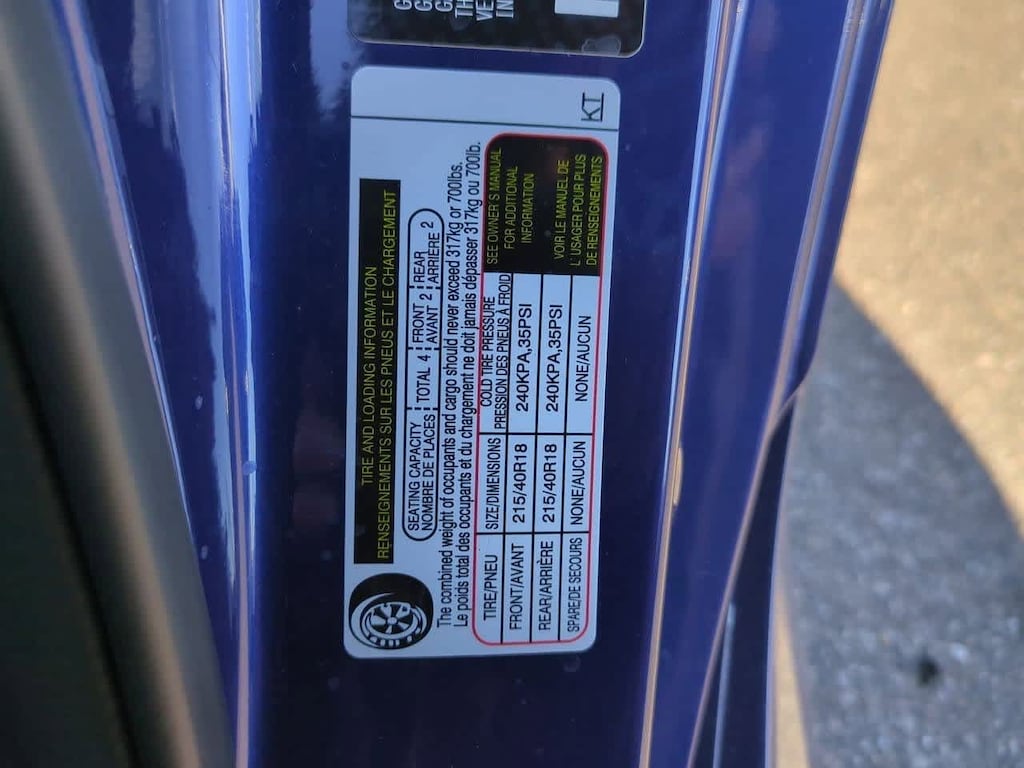 TIRE AND LOADING INFORMATION
RENSEIGNEMENTS SUR LES PNEUS ET LE CHARGEMENT
SEATING CAPACITY TOTAL 4 FRONT 2 REAR 2
NOMBRE DE PLACES AVANT ARRIÈRE
The combined weight of occupants and cargo should never exceed 317kg or 700lbs.
Le poids total des occupants et du chargement ne doit jamais dépasser 317kg ou 700lb.
TIRE/PNEU SIZE/DIMENSIONS COLD TIRE PRESSURE
PRESSION DES PNEUS À FROID
FRONT/AVANT 215/40R18 240KPA,35PSI
REAR/ARRIÈRE 215/40R18 240KPA,35PSI
SPARE/DE SECOURS NONE/AUCUN NONE/AUCUN
SEE OWNER'S MANUAL
FOR ADDITIONAL
INFORMATION
VOIR LE MANUEL DE
L'USAGER POUR PLUS
DE RENSEIGNEMENTS
KT
TH
VE
IN